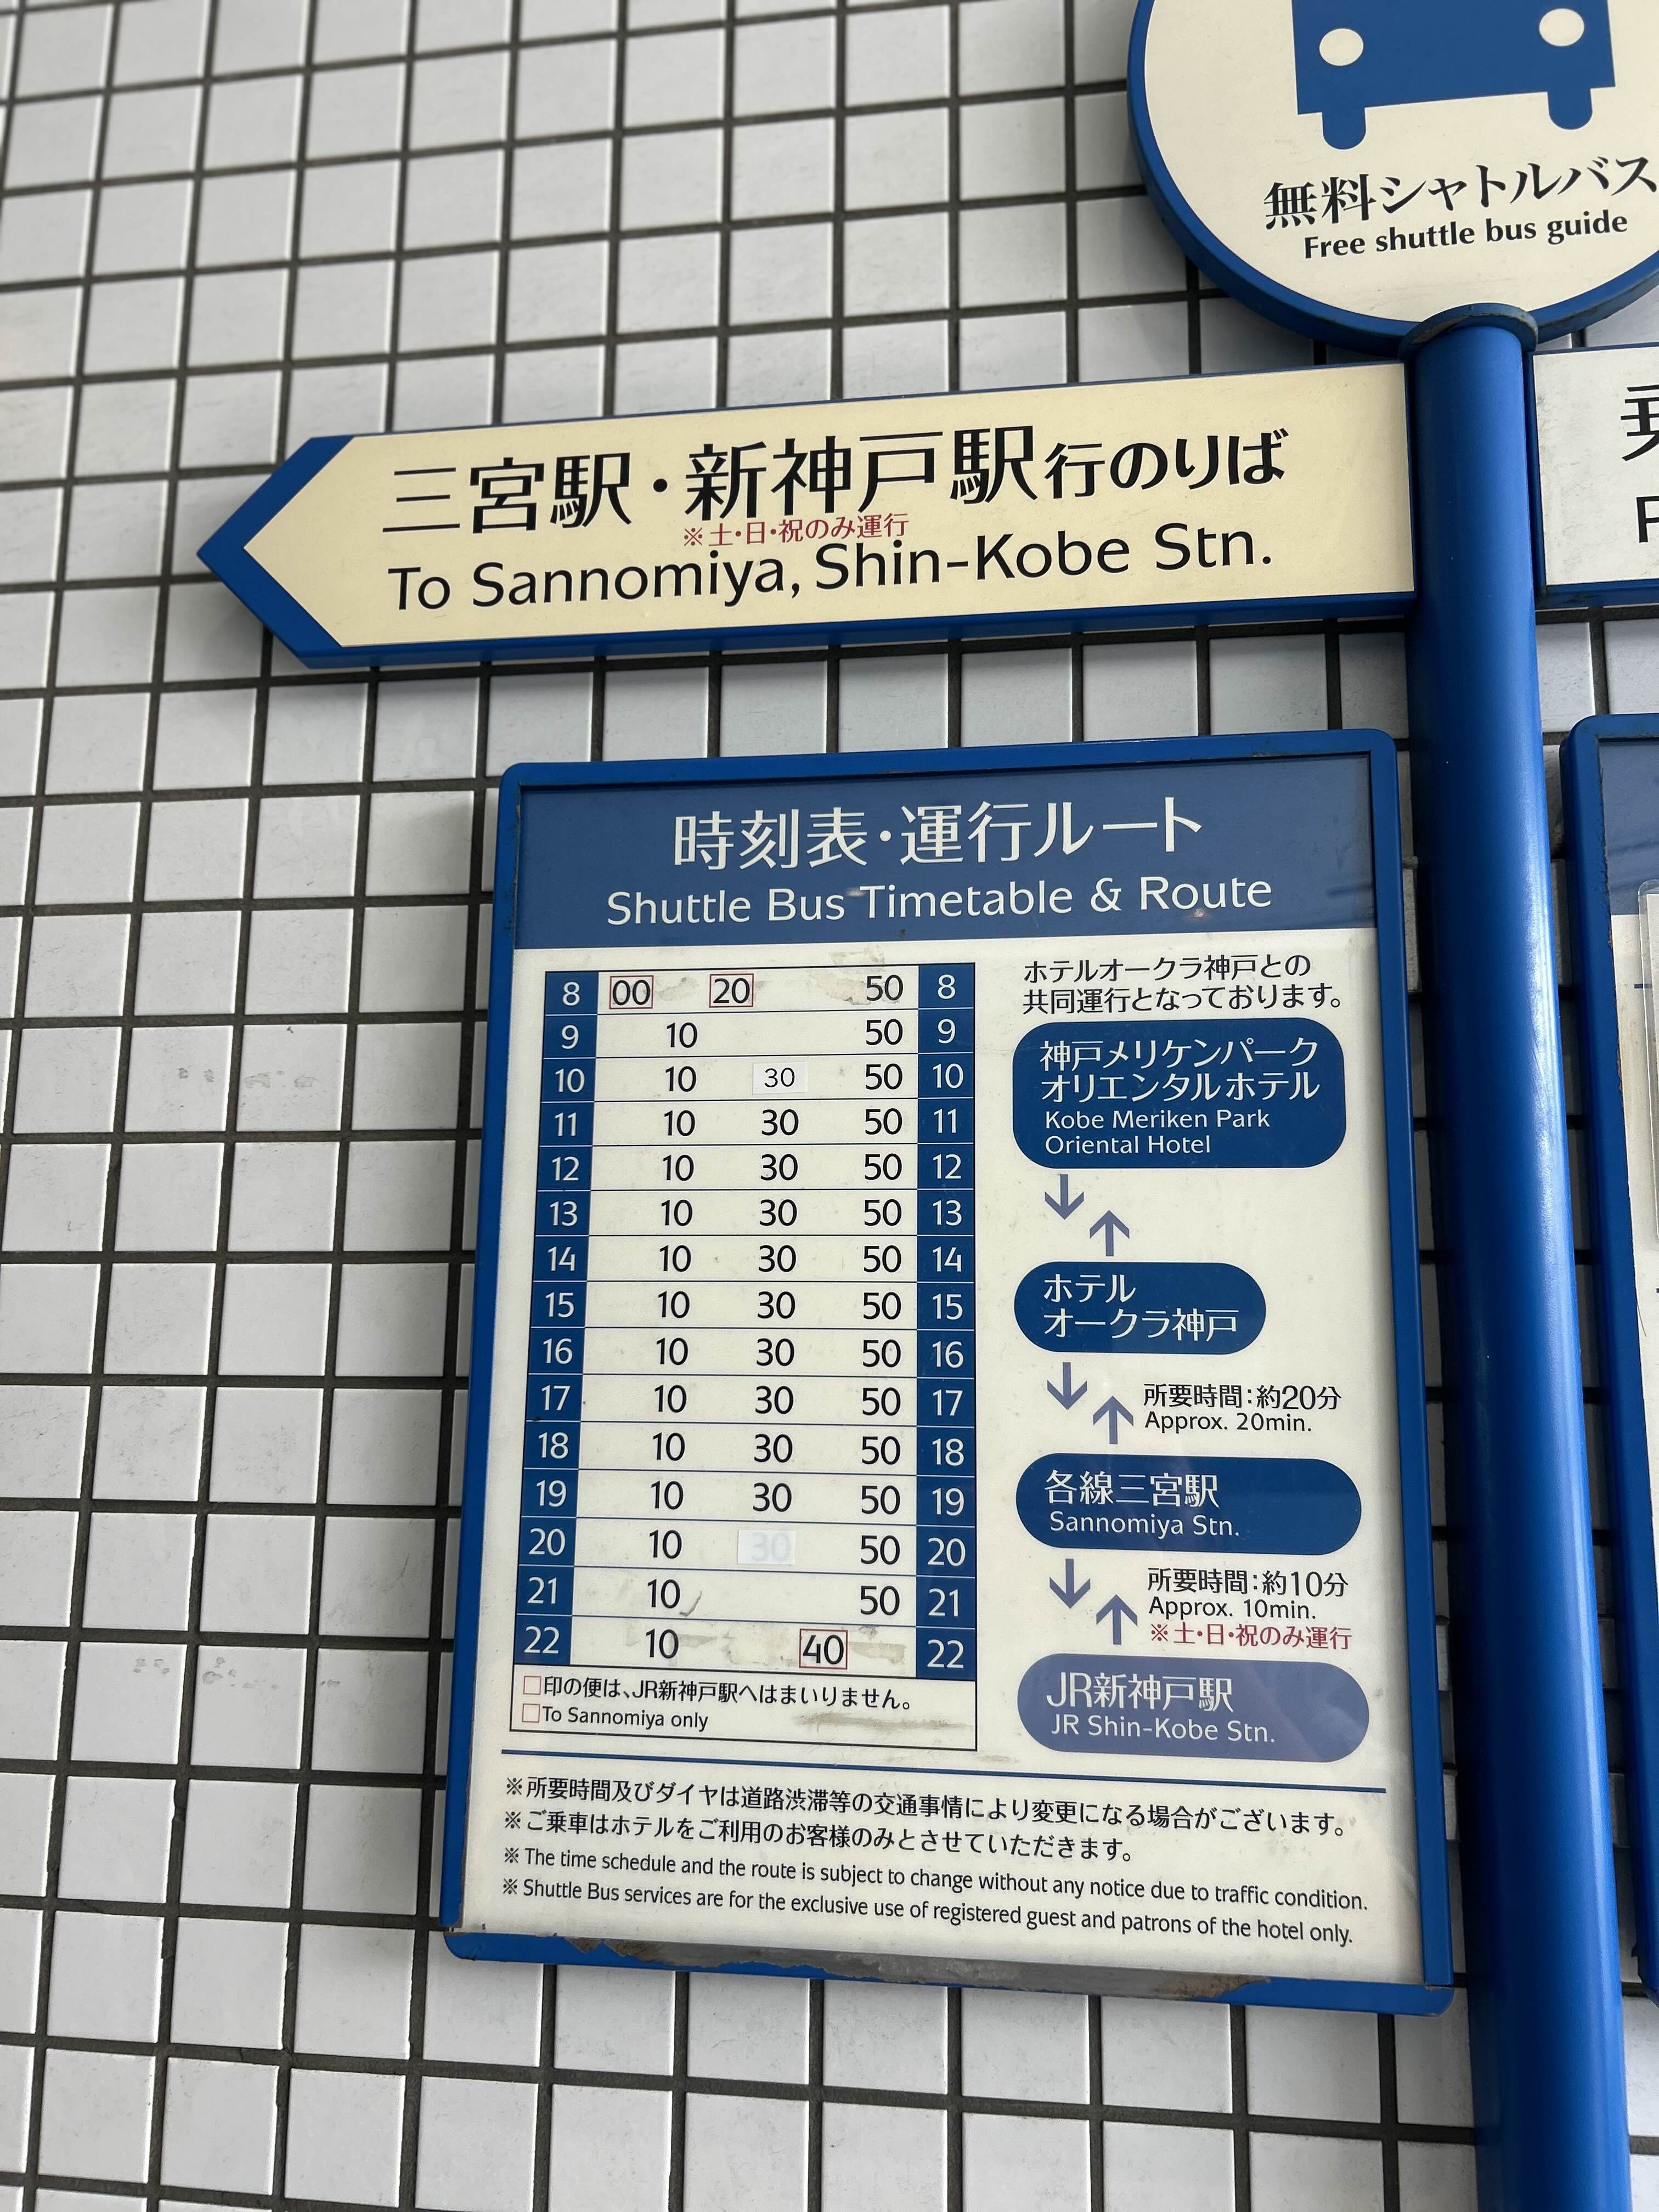 無料シャトルバス
Free shuttle bus guide
三宮駅・新神戸駅行のりば
※土・日・祝のみ運行
To Sannomiya, Shin-Kobe Stn.
時刻表・運行ルート
Shuttle Bus Timetable & Route
8 00 20 50 8
9 10 50 9
10 10 30 50 10
11 10 30 50 11
12 10 30 50 12
13 10 30 50 13
14 10 30 50 14
15 10 30 50 15
16 10 30 50 16
17 10 30 50 17
18 10 30 50 18
19 10 30 50 19
20 10 30 50 20
21 10 50 21
22 10 40 22
□印の便は、JR新神戸駅へはまいりません。
□To Sannomiya only
ホテルオークラ神戸との
共同運行となっております。
神戸メリケンパーク
オリエンタルホテル
Kobe Meriken Park
Oriental Hotel
↓↑
ホテル
オークラ神戸
↓↑
所要時間:約20分
Approx. 20min.
各線三宮駅
Sannomiya Stn.
↓↑
所要時間:約10分
Approx. 10min.
※土・日・祝のみ運行
JR新神戸駅
JR Shin-Kobe Stn.
※所要時間及びダイヤは道路渋滞等の交通事情により変更になる場合がございます。
※ご乗車はホテルをご利用のお客様のみとさせていただきます。
※ The time schedule and the route is subject to change without any notice due to traffic condition.
※ Shuttle Bus services are for the exclusive use of registered guest and patrons of the hotel only.